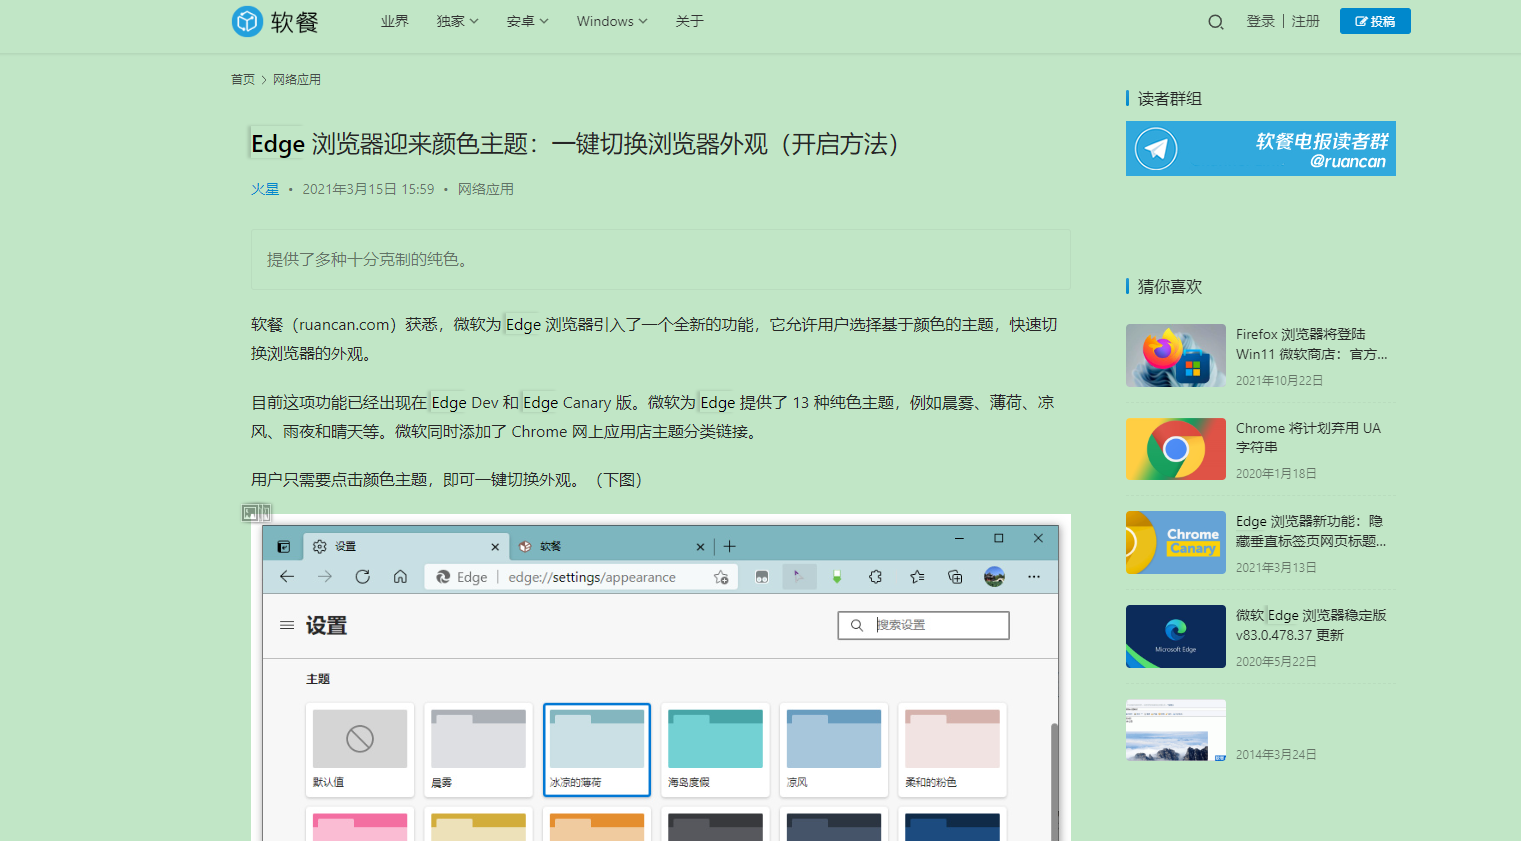 软餐
业界
独家
安卓
Windows
关于
登录
注册
投稿
首页
网络应用
Edge 浏览器迎来颜色主题：一键切换浏览器外观（开启方法）
火星 • 2021年3月15日 15:59 • 网络应用
提供了多种十分克制的纯色。
软餐（ruancan.com）获悉，微软为 Edge 浏览器引入了一个全新的功能，它允许用户选择基于颜色的主题，快速切
换浏览器的外观。
目前这项功能已经出现在 Edge Dev 和 Edge Canary 版。微软为 Edge 提供了 13 种纯色主题，例如晨雾、薄荷、凉
风、雨夜和晴天等。微软同时添加了 Chrome 网上应用店主题分类链接。
用户只需要点击颜色主题，即可一键切换外观。（下图）
设置
软餐
Edge
edge://settings/appearance
设置
搜索设置
主题
默认值
晨雾
冰凉的薄荷
海岛度假
凉风
柔和的粉色
读者群组
软餐电报读者群
@ruancan
猜你喜欢
Firefox 浏览器将登陆
Win11 微软商店：官方...
2021年10月22日
Chrome 将计划弃用 UA
字符串
2020年1月18日
Chrome
Canary
Edge 浏览器新功能：隐
藏垂直标签页网页标题...
2021年3月13日
Microsoft Edge
微软 Edge 浏览器稳定版
v83.0.478.37 更新
2020年5月22日
2014年3月24日